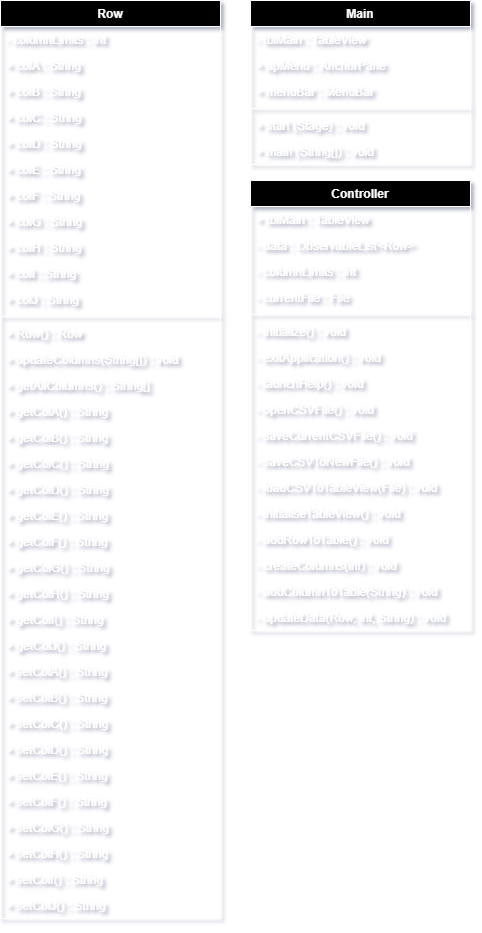 Row
- columnLimits : int
+ colA : String
+ colB : String
+ colC : String
+ colD : String
+ colE : String
+ colF : String
+ colG : String
+ colH : String
+ colI :String
+ colJ : String
+ Row() : Row
+ updateColumns(String[]) : void
+ getAllColumns() : String[]
+ getColA() : String
+ getColB() : String
+ getColC() : String
+ getColD() : String
+ getColE() : String
+ getColF() : String
+ getColG() : String
+ getColH() : String
+ getColI() : String
+ getColJ() : String
+ setColA() : String
+ setColB() : String
+ setColC() : String
+ setColD() : String
+ setColE() : String
+ setColF() : String
+ setColG() : String
+ setColH() : String
+ setColI() : String
+ setColJ() : String
Main
- tblMain : TableView
+ apMenu : AnchorPane
+ menuBar : MenuBar
+ start (Stage) : void
+ main (String[]) : void
Controller
+ tblMain : TableView
- data : ObservableList<Row>
- columnLimits : int
- currentFile : File
- initialize() : void
- exitApplication() : void
- launchHelp() : void
- openCSVFile() : void
- saveCurrentCSVFile() : void
- saveCSVToNewFile() : void
- loadCSVToTableView(File) : void
- initialiseTableView() : void
- addRowToTable() : void
- createColumns(int) : void
- addColumnToTable(String) : void
- updateData(Row, int, String) : void